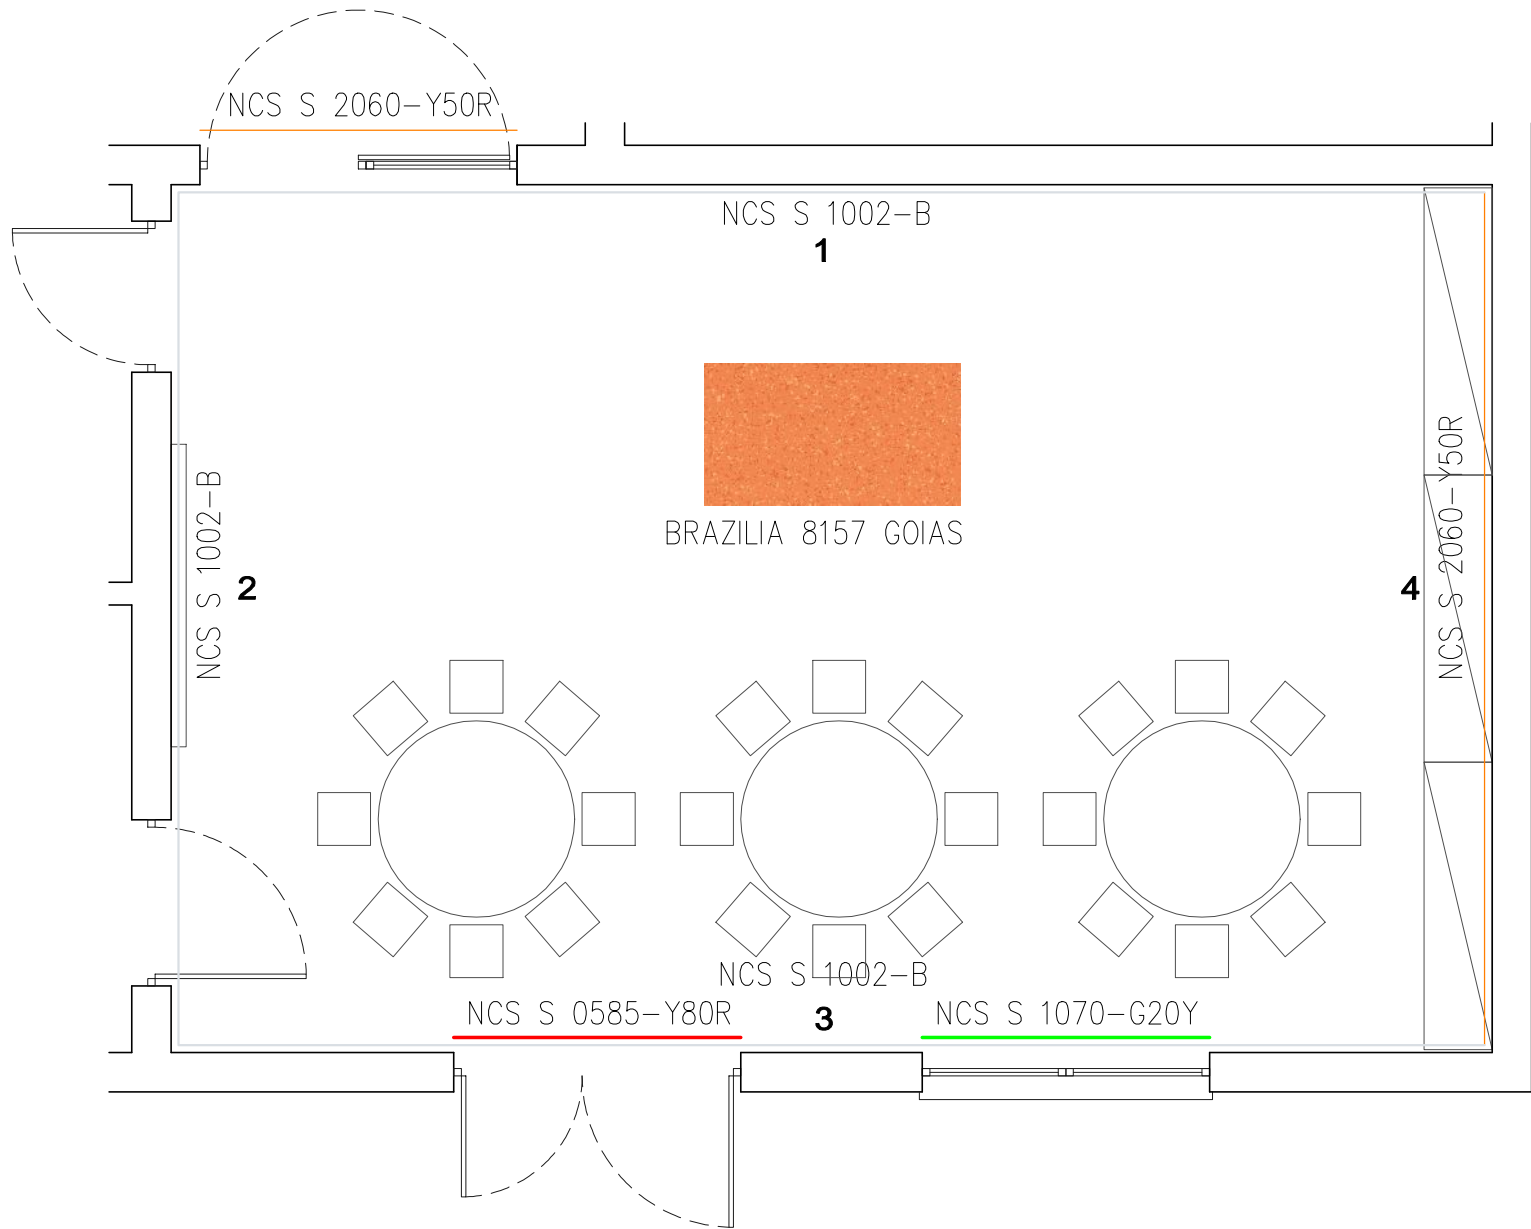 NCS S 2060-Y50R
NCS S 1002-B
1
BRAZILIA 8157 GOIAS
NCS S 1002-B
2
4
NCS S 2060-Y50R
NCS S 1002-B
NCS S 0585-Y80R
3
NCS S 1070-G20Y